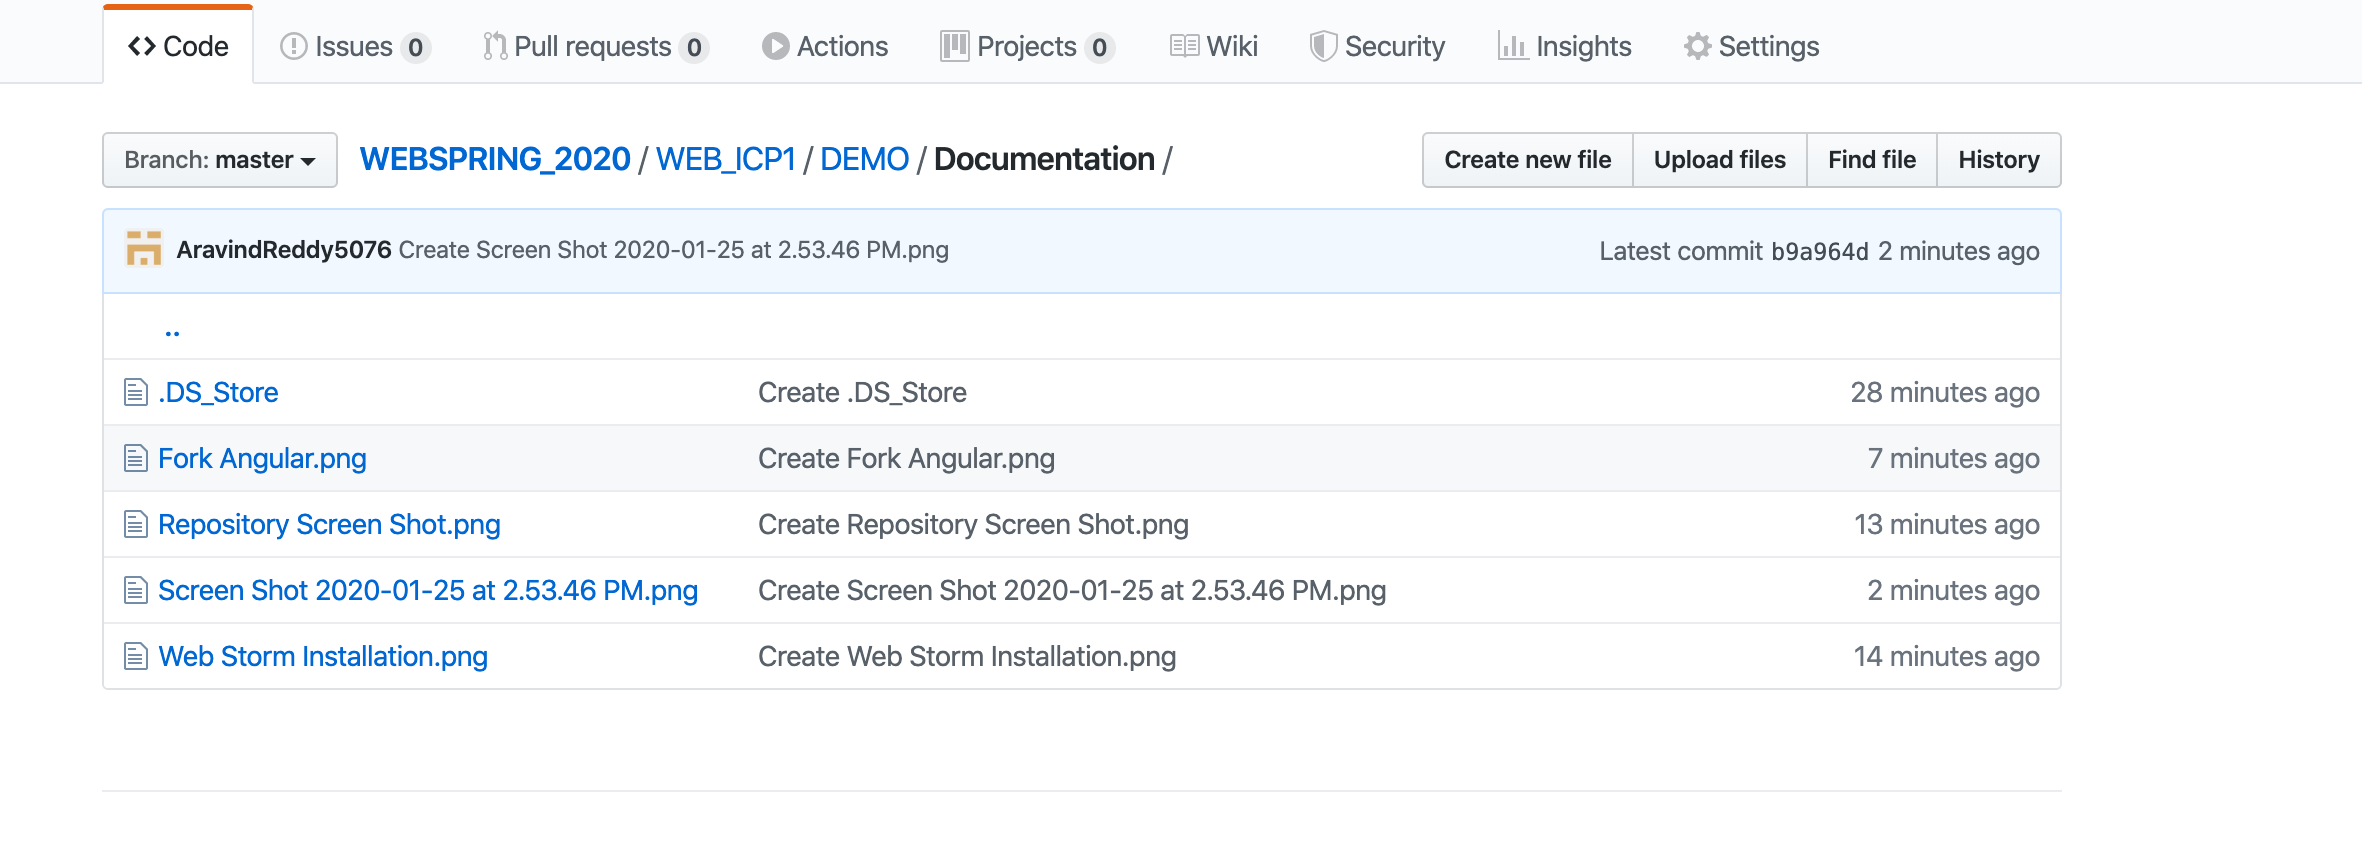 Code Issues 0 Pull requests 0 Actions Projects 0 Wiki Security Insights Settings
Branch: master WEBSPRING_2020 / WEB_ICP1 / DEMO / Documentation / Create new file Upload files Find file History
AravindReddy5076 Create Screen Shot 2020-01-25 at 2.53.46 PM.png Latest commit b9a964d 2 minutes ago
..
.DS_Store Create .DS_Store 28 minutes ago
Fork Angular.png Create Fork Angular.png 7 minutes ago
Repository Screen Shot.png Create Repository Screen Shot.png 13 minutes ago
Screen Shot 2020-01-25 at 2.53.46 PM.png Create Screen Shot 2020-01-25 at 2.53.46 PM.png 2 minutes ago
Web Storm Installation.png Create Web Storm Installation.png 14 minutes ago